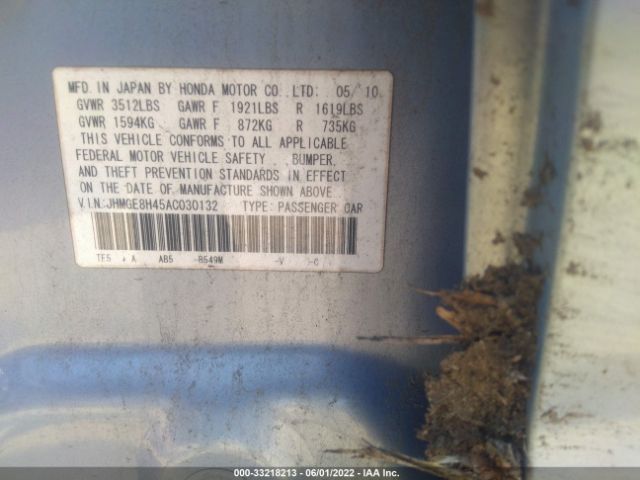 MFD. IN JAPAN BY HONDA MOTOR CO., LTD. 05/10
GVWR 3512LBS GAWR F 1921LBS R 1619LBS
GVWR 1594KG GAWR F 872KG R 735KG
THIS VEHICLE CONFORMS TO ALL APPLICABLE
FEDERAL MOTOR VEHICLE SAFETY, BUMPER,
AND THEFT PREVENTION STANDARDS IN EFFECT
ON THE DATE OF MANUFACTURE SHOWN ABOVE.
V.I.N.:JHMGE8H45AC030132 TYPE: PASSENGER CAR
TF5 A AB5 -B549M -V -C
000-33218213 - 06/01/2022 - IAA Inc.